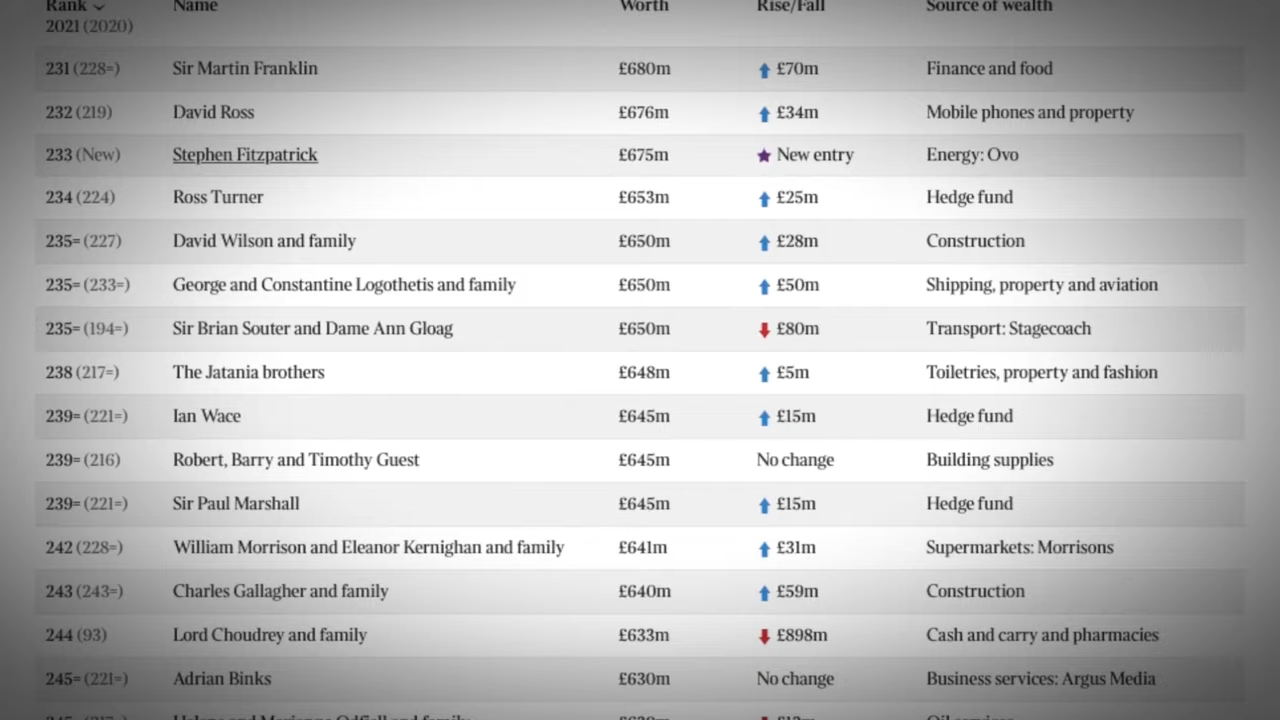 Rank Name Worth Rise/Fall Source of wealth
2021 (2020)
231 (228=) Sir Martin Franklin £680m £70m Finance and food
232 (219) David Ross £676m £34m Mobile phones and property
233 (New) Stephen Fitzpatrick £675m New entry Energy: Ovo
234 (224) Ross Turner £653m £25m Hedge fund
235= (227) David Wilson and family £650m £28m Construction
235= (233=) George and Constantine Logothetis and family £650m £50m Shipping, property and aviation
235= (194=) Sir Brian Souter and Dame Ann Gloag £650m £80m Transport: Stagecoach
238 (217=) The Jatania brothers £648m £5m Toiletries, property and fashion
239= (221=) Ian Wace £645m £15m Hedge fund
239= (216) Robert, Barry and Timothy Guest £645m No change Building supplies
239= (221=) Sir Paul Marshall £645m £15m Hedge fund
242 (228=) William Morrison and Eleanor Kernighan and family £641m £31m Supermarkets: Morrisons
243 (243=) Charles Gallagher and family £640m £59m Construction
244 (93) Lord Choudrey and family £633m £898m Cash and carry and pharmacies
245= (221=) Adrian Binks £630m No change Business services: Argus Media